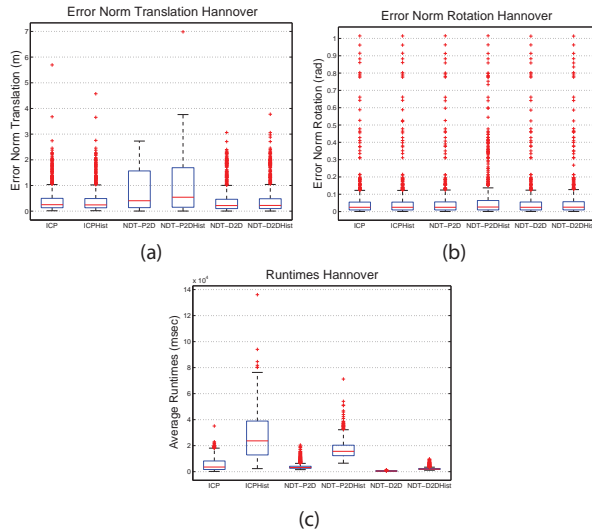 Error Norm Translation Hannover
Error Norm Translation (m)
7
6
5
4
3
2
1
0
ICP ICPHist NDT−P2D NDT−P2DHist NDT−D2D NDT−D2DHist
(a)
Error Norm Rotation Hannover
Error Norm Rotation (rad)
1
0.9
0.8
0.7
0.6
0.5
0.4
0.3
0.2
0.1
0
ICP ICPHist NDT−P2D NDT−P2DHist NDT−D2D NDT−D2DHist
(b)
Runtimes Hannover
x 10⁴
Average Runtimes (msec)
14
12
10
8
6
4
2
0
ICP ICPHist NDT−P2D NDT−P2DHist NDT−D2D NDT−D2DHist
(c)